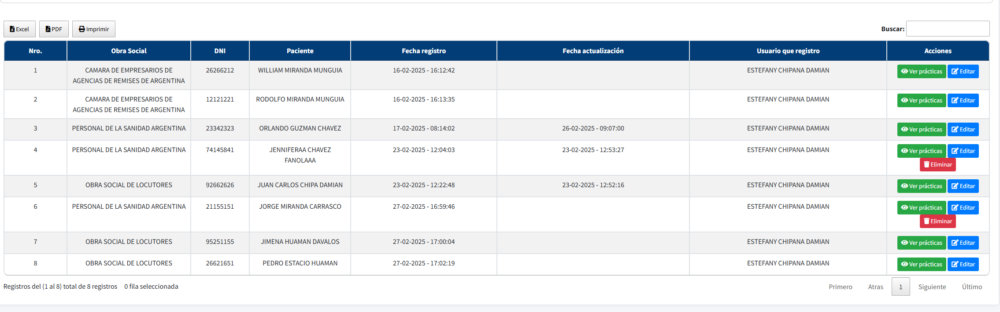 Excel PDF Imprimir Buscar:
Nro. Obra Social DNI Paciente Fecha registro Fecha actualización Usuario que registro Acciones
1 CAMARA DE EMPRESARIOS DE AGENCIAS DE REMISES DE ARGENTINA 26266212 WILLIAM MIRANDA MUNGUIA 16-02-2025 - 16:12:42 ESTEFANY CHIPANA DAMIAN Ver prácticas Editar
2 CAMARA DE EMPRESARIOS DE AGENCIAS DE REMISES DE ARGENTINA 12121221 RODOLFO MIRANDA MUNGUIA 16-02-2025 - 16:13:35 ESTEFANY CHIPANA DAMIAN Ver prácticas Editar
3 PERSONAL DE LA SANIDAD ARGENTINA 23342323 ORLANDO GUZMAN CHAVEZ 17-02-2025 - 08:14:02 26-02-2025 - 09:07:00 ESTEFANY CHIPANA DAMIAN Ver prácticas Editar
4 PERSONAL DE LA SANIDAD ARGENTINA 74145841 JENNIFERAA CHAVEZ FANOLAAA 23-02-2025 - 12:04:03 23-02-2025 - 12:53:27 ESTEFANY CHIPANA DAMIAN Ver prácticas Editar Eliminar
5 OBRA SOCIAL DE LOCUTORES 92662626 JUAN CARLOS CHIPA DAMIAN 23-02-2025 - 12:22:48 23-02-2025 - 12:52:16 ESTEFANY CHIPANA DAMIAN Ver prácticas Editar
6 PERSONAL DE LA SANIDAD ARGENTINA 21155151 JORGE MIRANDA CARRASCO 27-02-2025 - 16:59:46 ESTEFANY CHIPANA DAMIAN Ver prácticas Editar Eliminar
7 OBRA SOCIAL DE LOCUTORES 95251155 JIMENA HUAMAN DAVALOS 27-02-2025 - 17:00:04 ESTEFANY CHIPANA DAMIAN Ver prácticas Editar
8 OBRA SOCIAL DE LOCUTORES 26621651 PEDRO ESTACIO HUAMAN 27-02-2025 - 17:02:19 ESTEFANY CHIPANA DAMIAN Ver prácticas Editar
Registros del (1 al 8) total de 8 registros 0 fila seleccionada Primero Atras 1 Siguiente Último